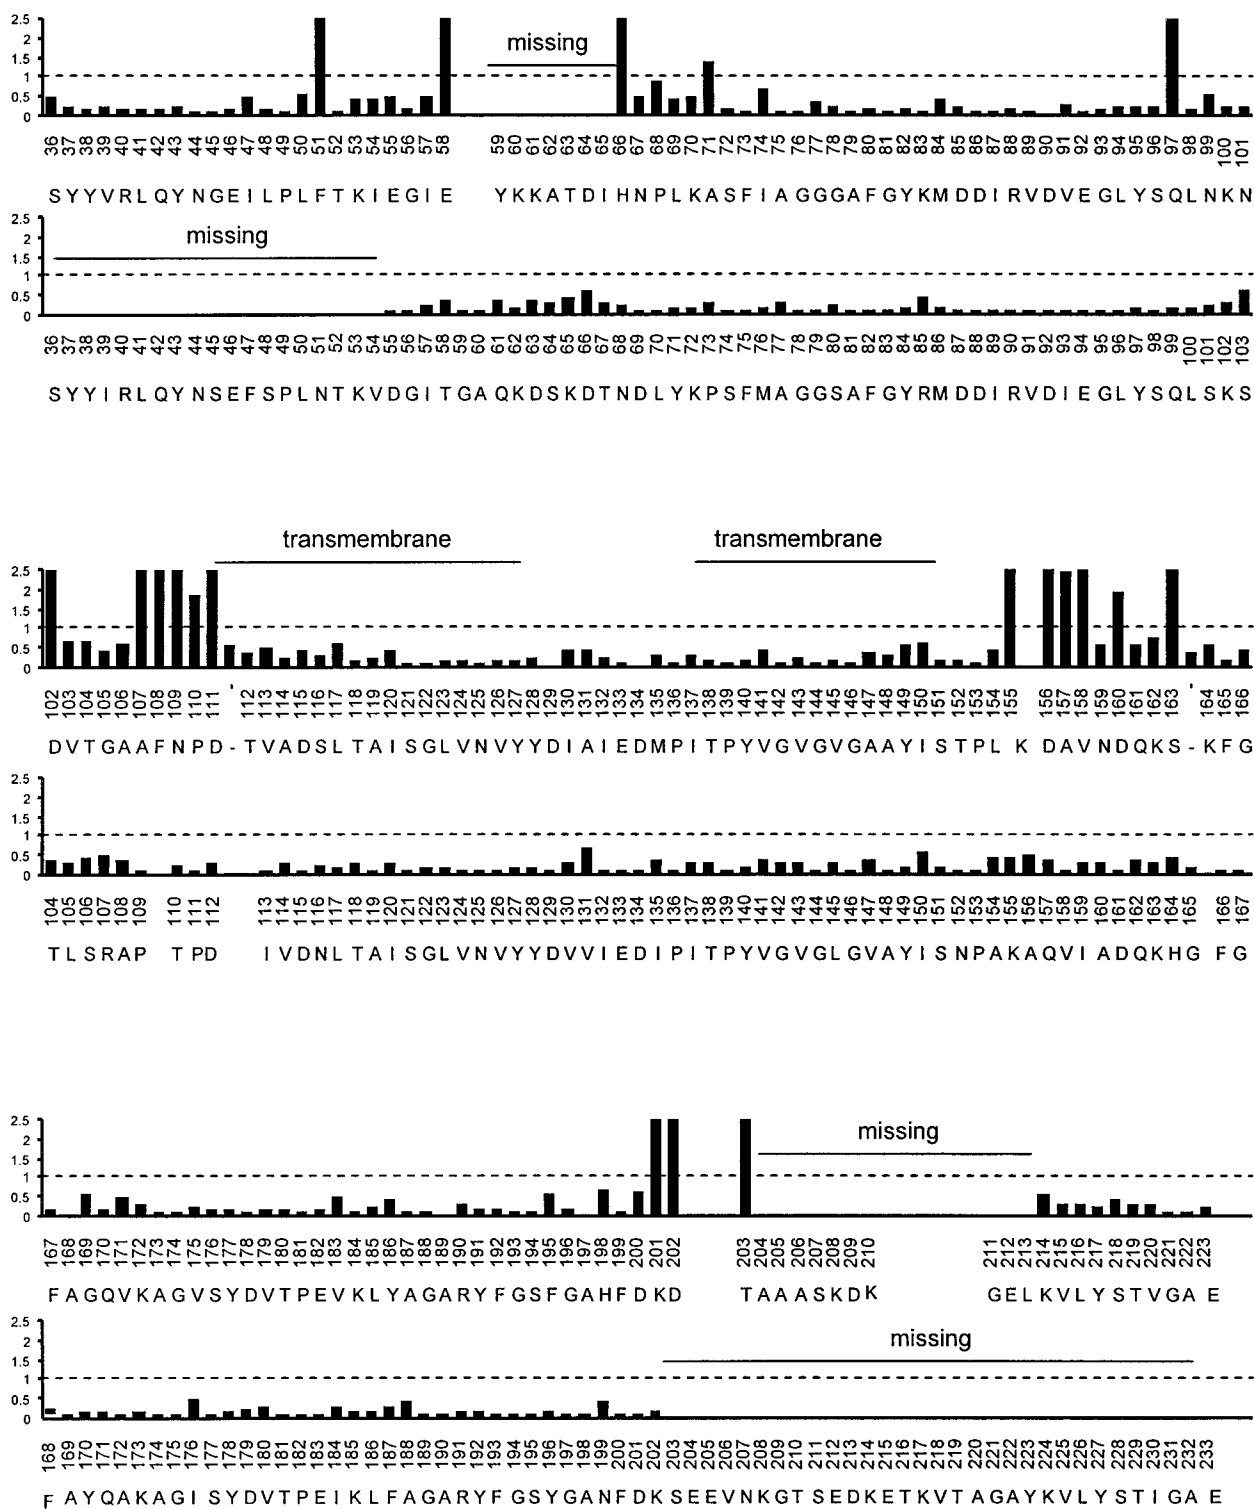 2.5
missing
2
1.5
1
0.5
0
36 37 38 39 40 41 42 43 44 45 46 47 48 49 50 51 52 53 54 55 56 57 58 59 60 61 62 63 64 65 66 67 68 69 70 71 72 73 74 75 76 77 78 79 80 81 82 83 84 85 86 87 88 89 90 91 92 93 94 95 96 97 98 99 100 101
S Y Y V R L Q Y N G E I L P L F T K I E G I E Y K K A T D I H N P L K A S F I A G G G A F G Y K M D D I R V D V E G L Y S Q L N K N
2.5
missing
2
1.5
1
0.5
0
36 37 38 39 40 41 42 43 44 45 46 47 48 49 50 51 52 53 54 55 56 57 58 59 60 61 62 63 64 65 66 67 68 69 70 71 72 73 74 75 76 77 78 79 80 81 82 83 84 85 86 87 88 89 90 91 92 93 94 95 96 97 98 99 100 101 102 103
S Y Y I R L Q Y N S E F S P L N T K V D G I T G A Q K D S K D T N D L Y K P S F M A G G S A F G Y R M D D I R V D I E G L Y S Q L S K S
transmembrane transmembrane
2.5
2
1.5
1
0.5
0
102 103 104 105 106 107 108 109 110 111 ' 112 113 114 115 116 117 118 119 120 121 122 123 124 125 126 127 128 129 130 131 132 133 134 135 136 137 138 139 140 141 142 143 144 145 146 147 148 149 150 151 152 153 154 155 156 157 158 159 160 161 162 163 ' 164 165 166
D V T G A A F N P D - T V A D S L T A I S G L V N V Y Y D I A I E D M P I T P Y V G V G V G A A Y I S T P L K D A V N D Q K S - K F G
2.5
2
1.5
1
0.5
0
104 105 106 107 108 109 110 111 112 113 114 115 116 117 118 119 120 121 122 123 124 125 126 127 128 129 130 131 132 133 134 135 136 137 138 139 140 141 142 143 144 145 146 147 148 149 150 151 152 153 154 155 156 157 158 159 160 161 162 163 164 165 166 167
T L S R A P T P D I V D N L T A I S G L V N V Y Y D V V I E D I P I T P Y V G V G L G V A Y I S N P A K A Q V I A D Q K H G F G
2.5
missing
2
1.5
1
0.5
0
167 168 169 170 171 172 173 174 175 176 177 178 179 180 181 182 183 184 185 186 187 188 189 190 191 192 193 194 195 196 197 198 199 200 201 202 203 204 205 206 207 208 209 210 211 212 213 214 215 216 217 218 219 220 221 222 223
F A G Q V K A G V S Y D V T P E V K L Y A G A R Y F G S F G A H F D K D T A A A S K D K G E L K V L Y S T V G A E
2.5
missing
2
1.5
1
0.5
0
168 169 170 171 172 173 174 175 176 177 178 179 180 181 182 183 184 185 186 187 188 189 190 191 192 193 194 195 196 197 198 199 200 201 202 203 204 205 206 207 208 209 210 211 212 213 214 215 216 217 218 219 220 221 222 223 224 225 226 227 228 229 230 231 232 233
F A Y Q A K A G I S Y D V T P E I K L F A G A R Y F G S Y G A N F D K S E E V N K G T S E D K E T K V T A G A Y K V L Y S T I G A E